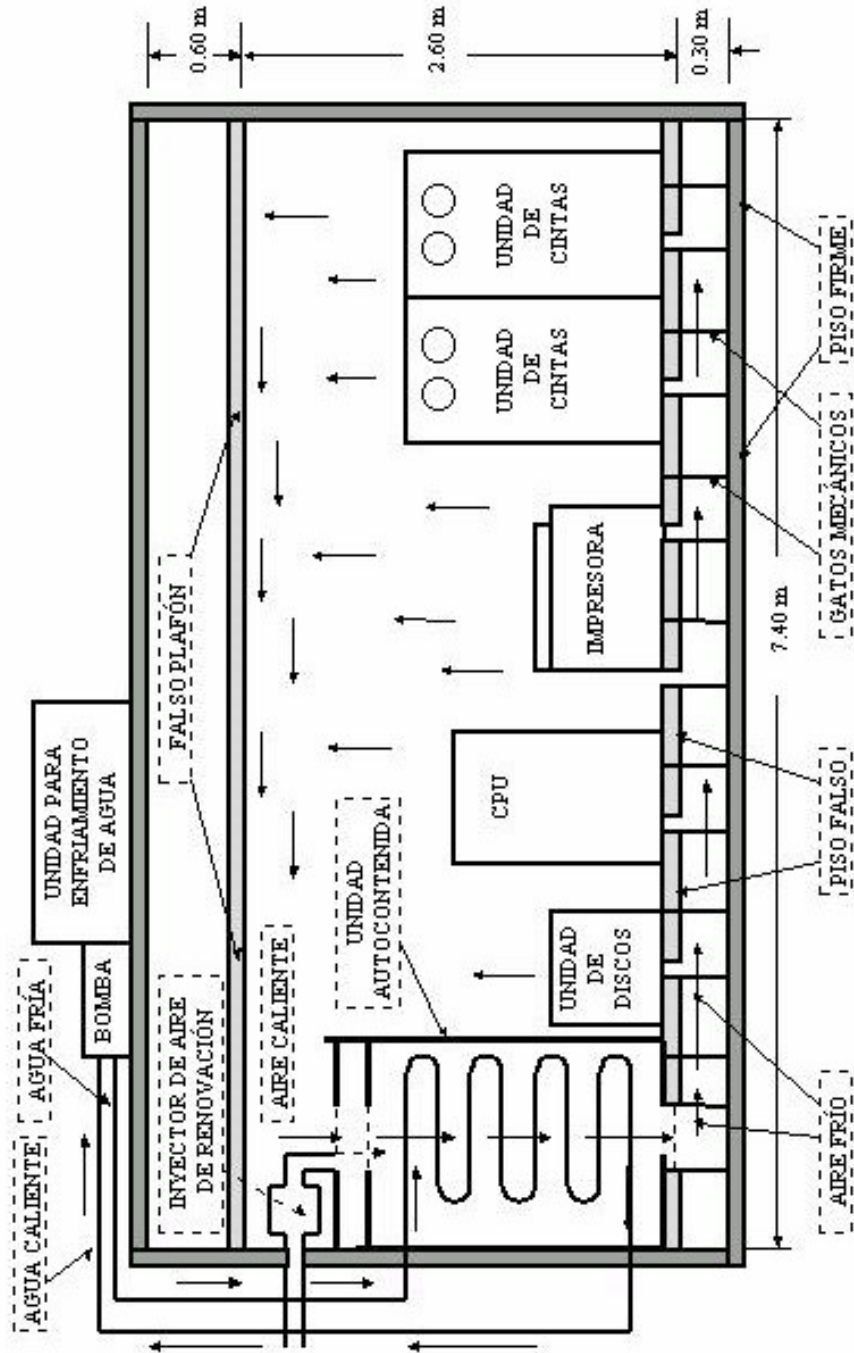 UNIDAD PARA
ENFRIAMIENTO
DE AGUA
BOMBA
AGUA FRÍA
AGUA CALIENTE
0.60 m
2.60 m
0.30 m
FALSO PLAFÓN
INYECTOR DE AIRE
DE RENOVACIÓN
AIRE CALIENTE
UNIDAD
AUTOCONTENIDA
UNIDAD
DE
DISCOS
CPU
IMPRESORA
UNIDAD
DE
CINTAS
UNIDAD
DE
CINTAS
7.40 m
AIRE FRÍO
PISO FALSO
GATOS MECÁNICOS
PISO FIRME